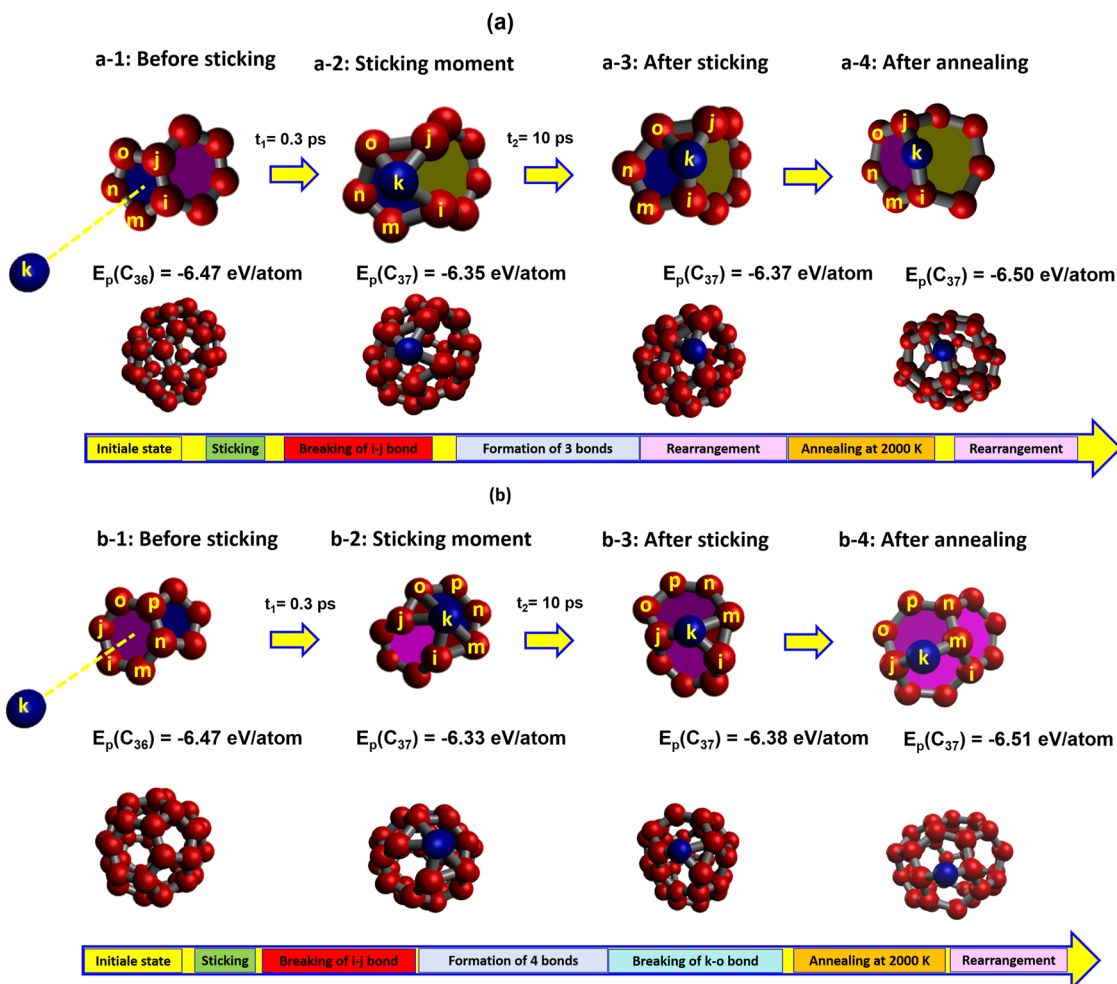 (a)
a-1: Before sticking
a-2: Sticking moment
a-3: After sticking
a-4: After annealing
o j n i m k
t₁= 0.3 ps
o j k n i m
t₂= 10 ps
o j k n i m
o j k n i m
Eₚ(C₃₆) = -6.47 eV/atom
Eₚ(C₃₇) = -6.35 eV/atom
Eₚ(C₃₇) = -6.37 eV/atom
Eₚ(C₃₇) = -6.50 eV/atom
Initiale state
Sticking
Breaking of i-j bond
Formation of 3 bonds
Rearrangement
Annealing at 2000 K
Rearrangement
(b)
b-1: Before sticking
b-2: Sticking moment
b-3: After sticking
b-4: After annealing
o p j n i m k
t₁= 0.3 ps
o p j k n i m
t₂= 10 ps
p n o m j k i
p n o m j k i
Eₚ(C₃₆) = -6.47 eV/atom
Eₚ(C₃₇) = -6.33 eV/atom
Eₚ(C₃₇) = -6.38 eV/atom
Eₚ(C₃₇) = -6.51 eV/atom
Initiale state
Sticking
Breaking of i-j bond
Formation of 4 bonds
Breaking of k-o bond
Annealing at 2000 K
Rearrangement